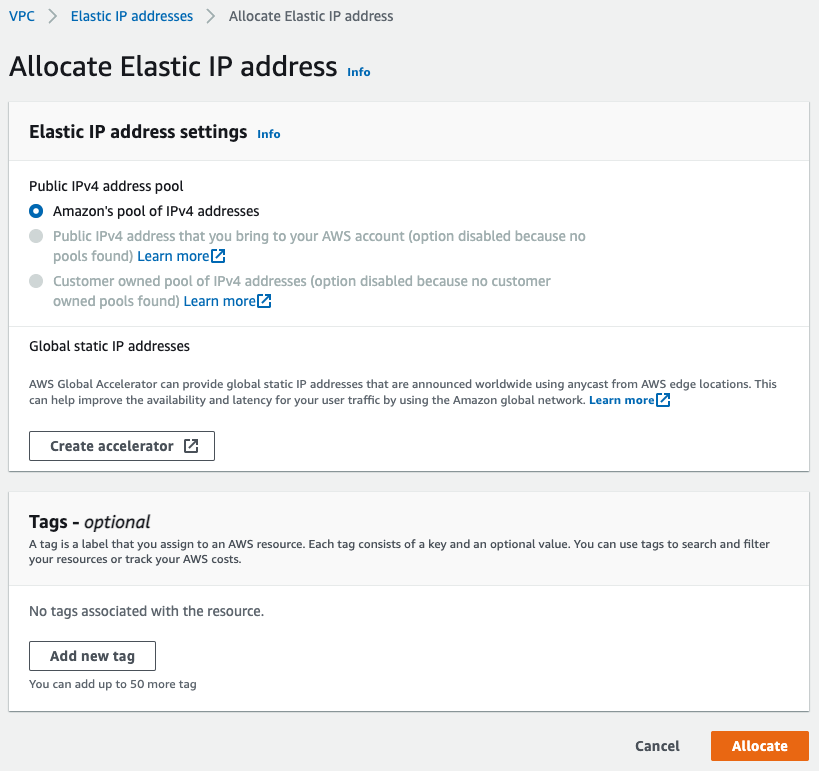 VPC > Elastic IP addresses > Allocate Elastic IP address
Allocate Elastic IP address Info
Elastic IP address settings Info
Public IPv4 address pool
Amazon's pool of IPv4 addresses
Public IPv4 address that you bring to your AWS account (option disabled because no
pools found) Learn more
Customer owned pool of IPv4 addresses (option disabled because no customer
owned pools found) Learn more
Global static IP addresses
AWS Global Accelerator can provide global static IP addresses that are announced worldwide using anycast from AWS edge locations. This
can help improve the availability and latency for your user traffic by using the Amazon global network. Learn more
Create accelerator
Tags - optional
A tag is a label that you assign to an AWS resource. Each tag consists of a key and an optional value. You can use tags to search and filter
your resources or track your AWS costs.
No tags associated with the resource.
Add new tag
You can add up to 50 more tag
Cancel Allocate